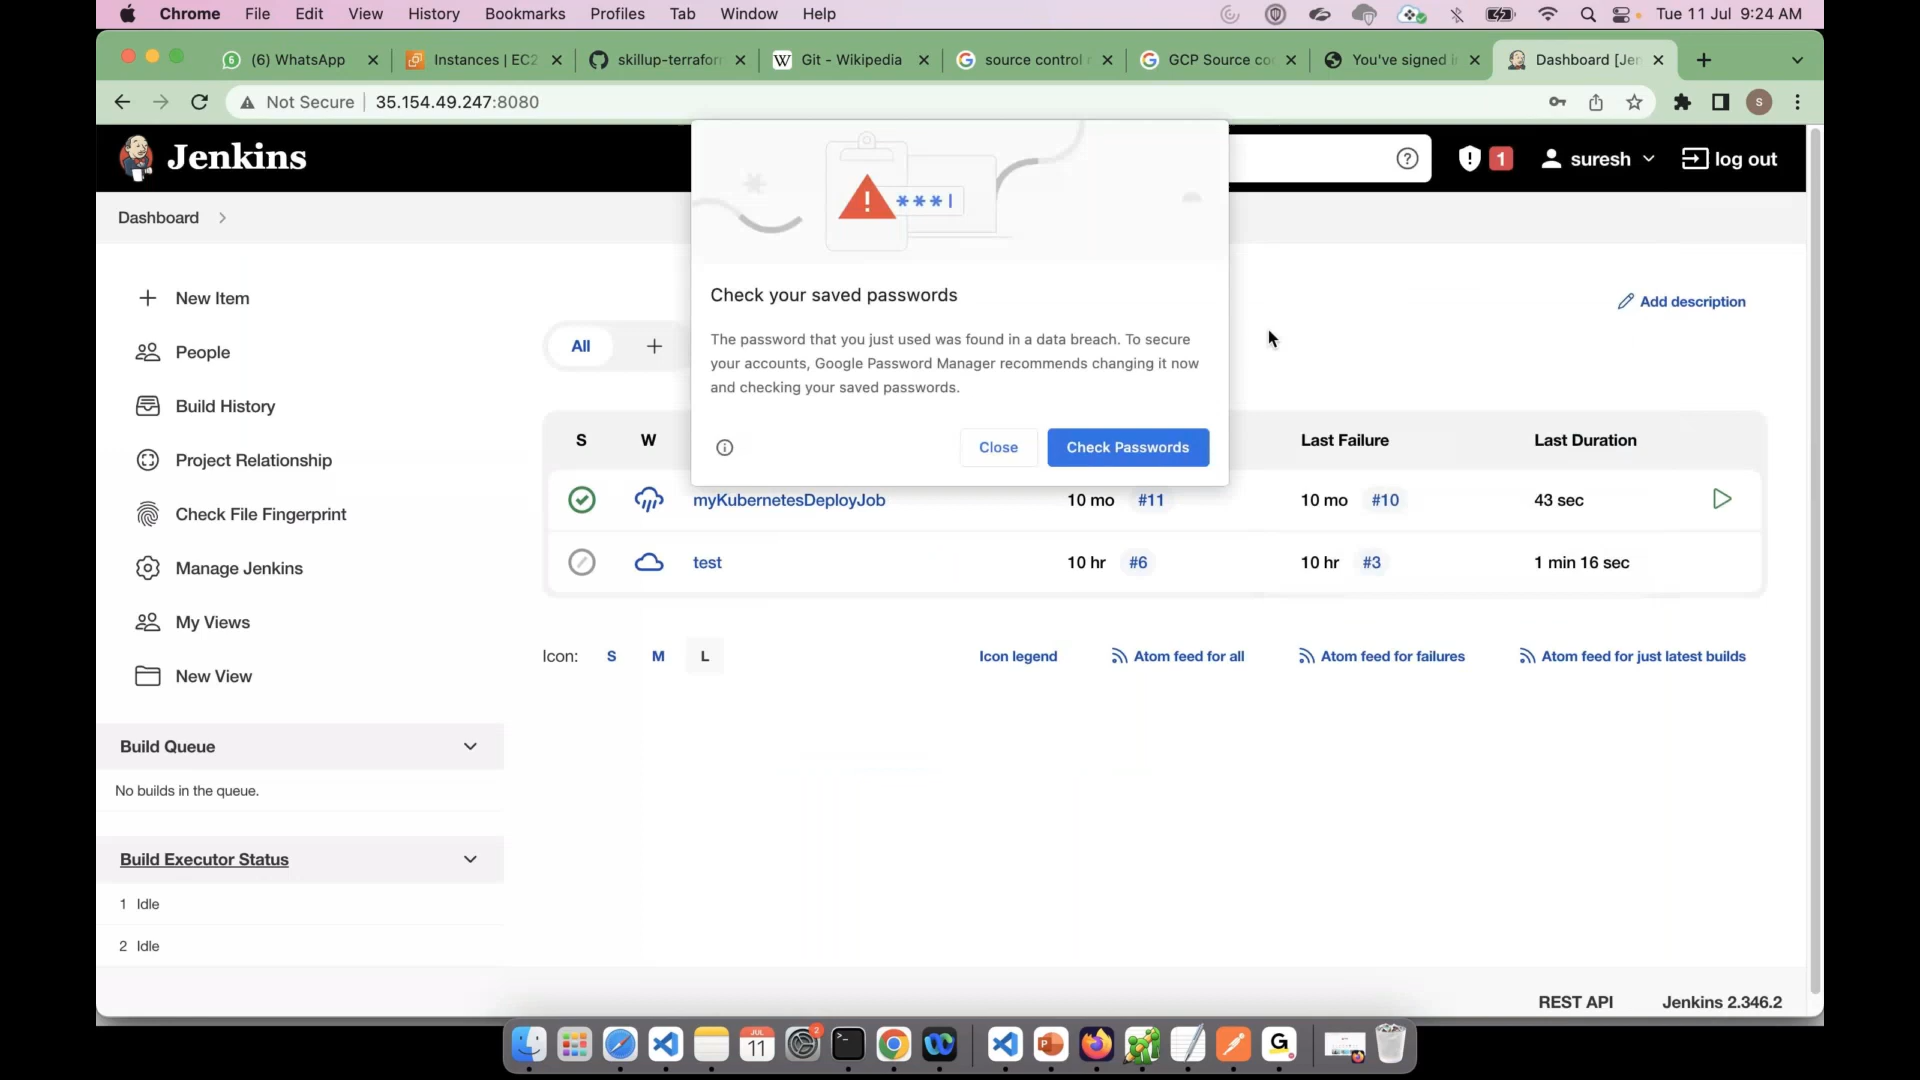 Chrome File Edit View History Bookmarks Profiles Tab Window Help Tue 11 Jul 9:24 AM
(6) WhatsApp Instances | EC2 skillup-terrafor Git - Wikipedia source control GCP Source co You've signed i Dashboard [Jen
Not Secure 35.154.49.247:8080 S
Jenkins 1 suresh log out
Dashboard
***|
Check your saved passwords
The password that you just used was found in a data breach. To secure
your accounts, Google Password Manager recommends changing it now
and checking your saved passwords.
Close Check Passwords
New Item
People
Build History
Project Relationship
Check File Fingerprint
Manage Jenkins
My Views
New View
Add description
All +
S W Last Failure Last Duration
myKubernetesDeployJob 10 mo #11 10 mo #10 43 sec
test 10 hr #6 10 hr #3 1 min 16 sec
Icon: S M L Icon legend Atom feed for all Atom feed for failures Atom feed for just latest builds
Build Queue
No builds in the queue.
Build Executor Status
1 Idle
2 Idle
REST API Jenkins 2.346.2
JUL
11
2